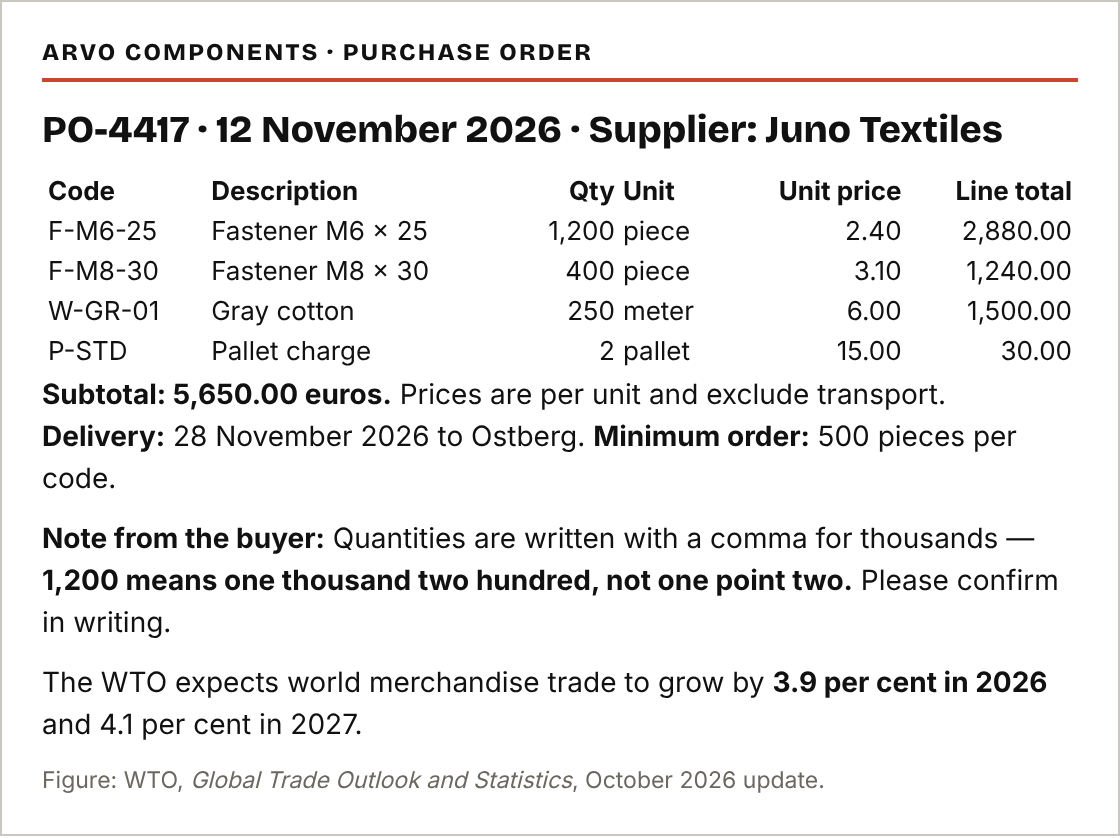 ARVO COMPONENTS · PURCHASE ORDER
PO-4417 · 12 November 2026 · Supplier: Juno Textiles
Code Description Qty Unit Unit price Line total
F-M6-25 Fastener M6 × 25 1,200 piece 2.40 2,880.00
F-M8-30 Fastener M8 × 30 400 piece 3.10 1,240.00
W-GR-01 Gray cotton 250 meter 6.00 1,500.00
P-STD Pallet charge 2 pallet 15.00 30.00
Subtotal: 5,650.00 euros. Prices are per unit and exclude transport.
Delivery: 28 November 2026 to Ostberg. Minimum order: 500 pieces per
code.
Note from the buyer: Quantities are written with a comma for thousands —
1,200 means one thousand two hundred, not one point two. Please confirm
in writing.
The WTO expects world merchandise trade to grow by 3.9 per cent in 2026
and 4.1 per cent in 2027.
Figure: WTO, Global Trade Outlook and Statistics, October 2026 update.